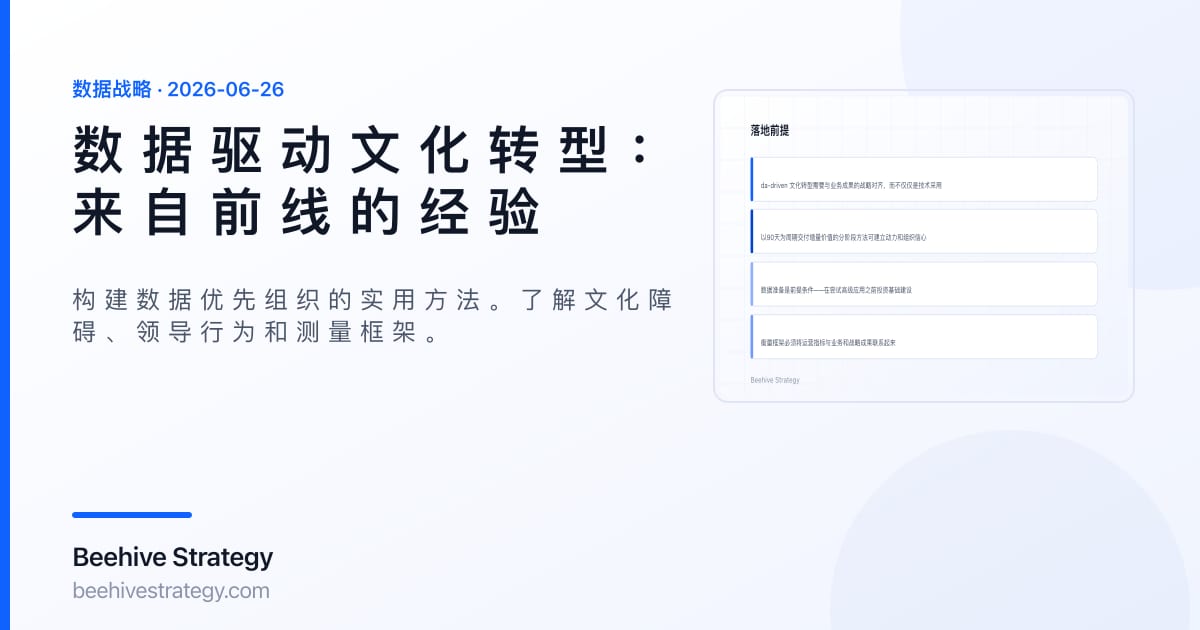 数据战略 · 2026-06-26
数据驱动文化转型：
来自前线的经验
构建数据优先组织的实用方法。了解文化障
碍、领导行为和测量框架。
落地前提
da-driven 文化转型需要与业务成果的战略对齐，而不仅仅是技术采用
以90天为周期交付增量价值的分阶段方法可建立动力和组织信心
数据准备是前提条件——在尝试高级应用之前投资基础建设
衡量框架必须将运营指标与业务和战略成果联系起来
Beehive Strategy
Beehive Strategy
beehivestrategy.com